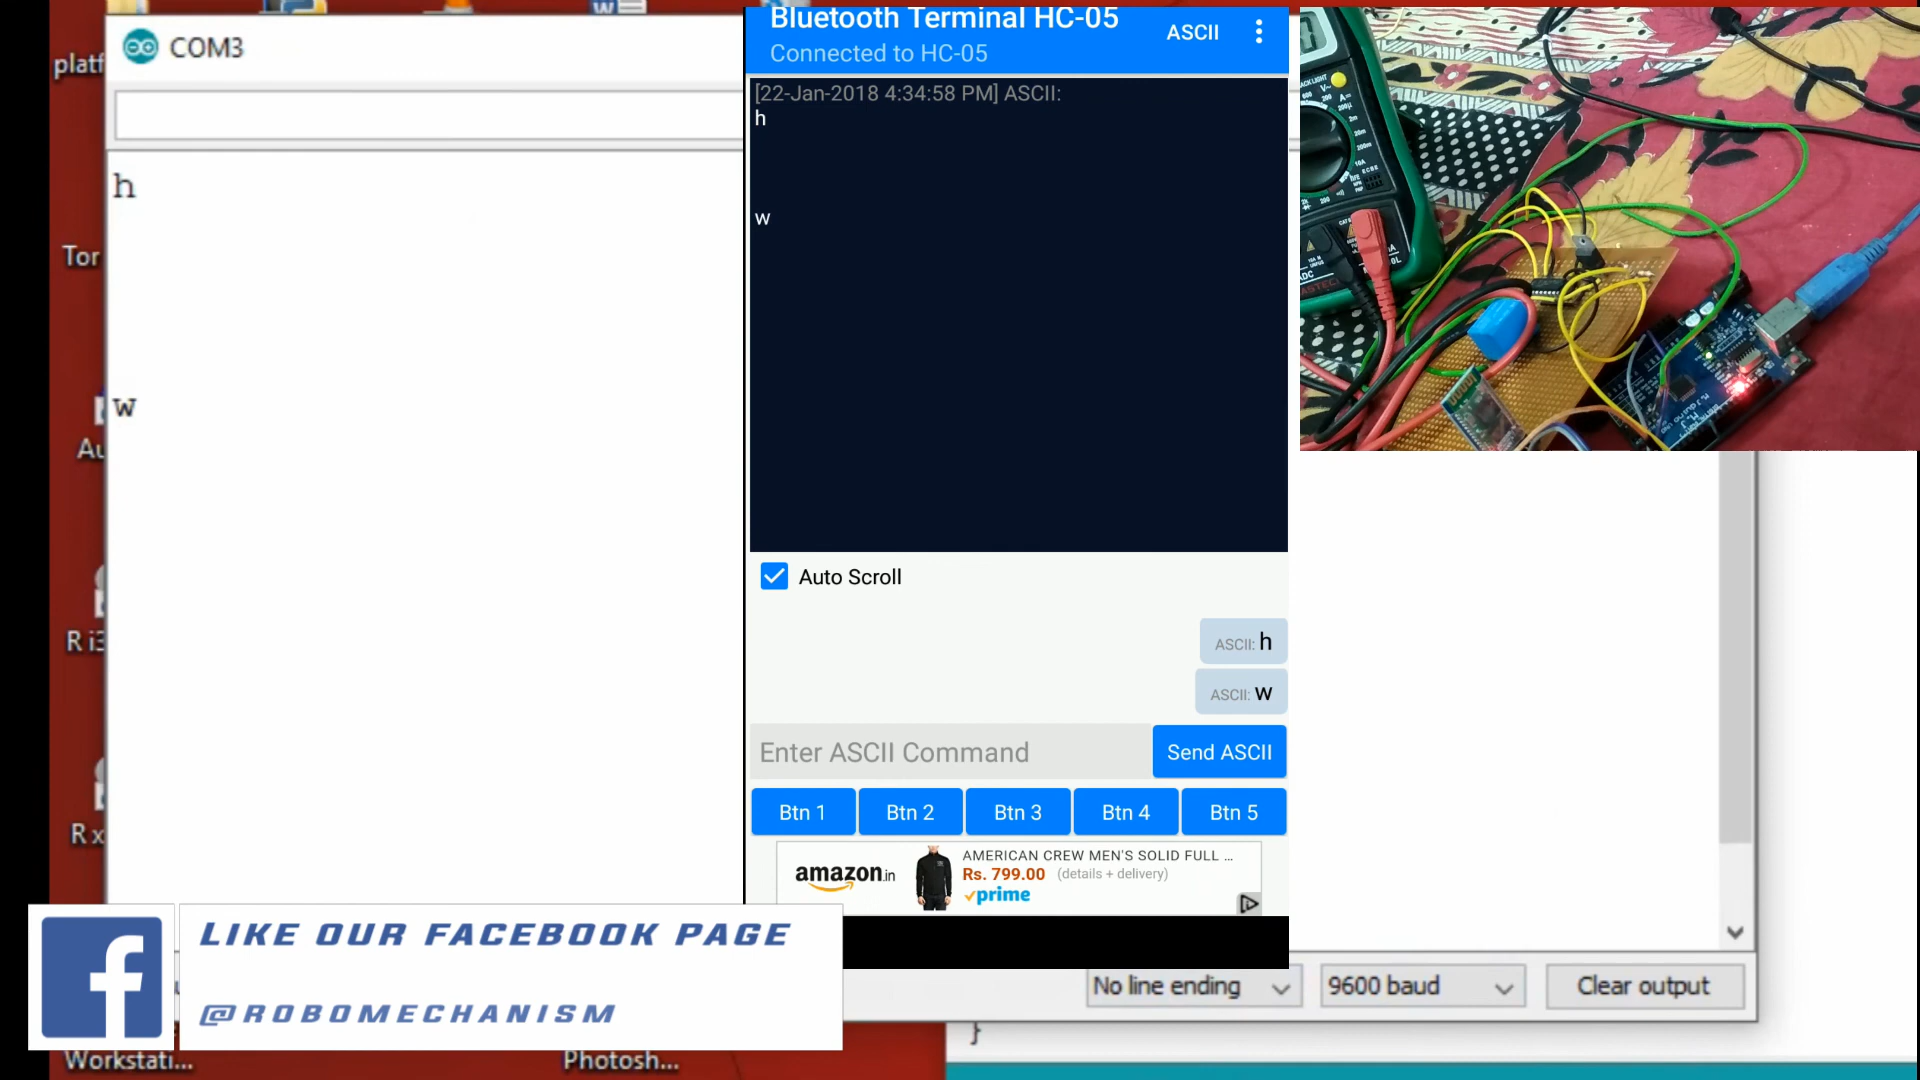 platf
COM3
h
w
Tor
Au
R i3
R x
Bluetooth Terminal HC-05
Connected to HC-05
ASCII
[22-Jan-2018 4:34:58 PM] ASCII:
h
w
Auto Scroll
ASCII: h
ASCII: w
Enter ASCII Command
Send ASCII
Btn 1 Btn 2 Btn 3 Btn 4 Btn 5
amazon.in
AMERICAN CREW MEN'S SOLID FULL ...
Rs. 799.00 (details + delivery)
prime
LIKE OUR FACEBOOK PAGE
@ROBOMECHANISM
No line ending
9600 baud
Clear output
}
Workstati...
Photosh...